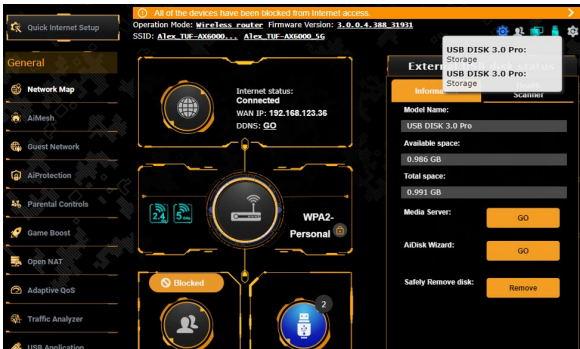 All of the devices have been blocked from Internet access.
Quick Internet Setup
Operation Mode: Wireless router Firmware Version: 3.0.0.4.388_31931
SSID: Alex_TUF-AX6000... Alex_TUF-AX6000_5G
USB DISK 3.0 Pro:
Storage
USB DISK 3.0 Pro:
Storage
General
Network Map
AiMesh
Guest Network
AiProtection
Parental Controls
Game Boost
Open NAT
Adaptive QoS
Traffic Analyzer
USB Application
Internet status:
Connected
WAN IP: 192.168.123.36
DDNS: GO
2.4 GHz
5 GHz
WPA2-
Personal
Blocked
2
disk status
Scanner
Model Name:
USB DISK 3.0 Pro
Available space:
0.986 GB
Total space:
0.991 GB
Media Server:
GO
AiDisk Wizard:
GO
Safely Remove disk:
Remove